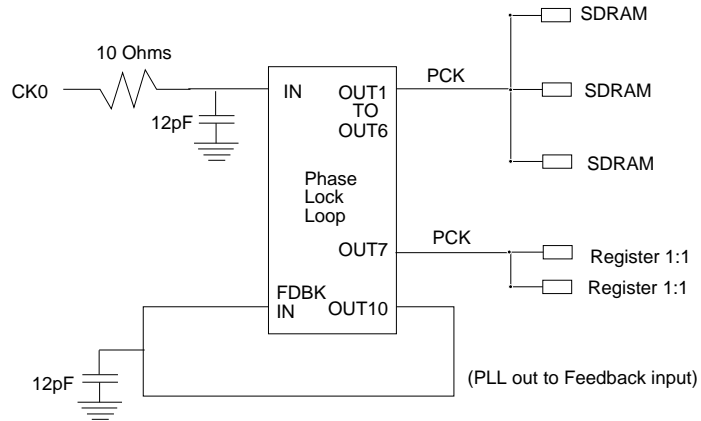 SDRAM
10 Ohms
PCK
CK0
IN
OUT1
TO
OUT6
SDRAM
12pF
SDRAM
Phase
Lock
Loop
PCK
OUT7
Register 1:1
Register 1:1
FDBK
IN
OUT10
12pF
(PLL out to Feedback input)